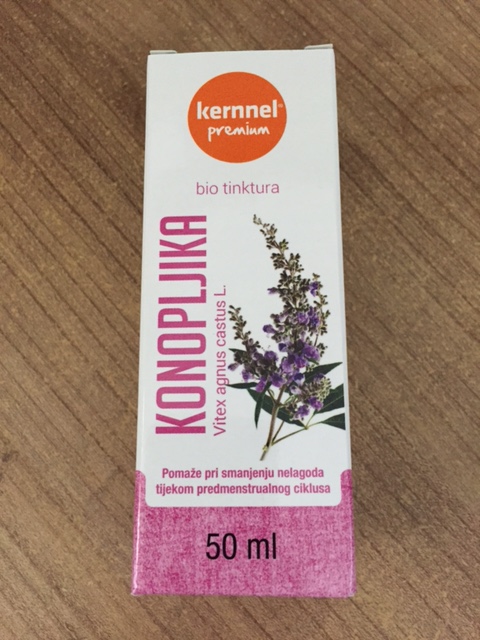 kernnel®
premium
bio tinktura
KONOPLJIKA
Vitex agnus castus L.
Pomaže pri smanjenju nelagoda
tijekom predmenstrualnog ciklusa
50 ml